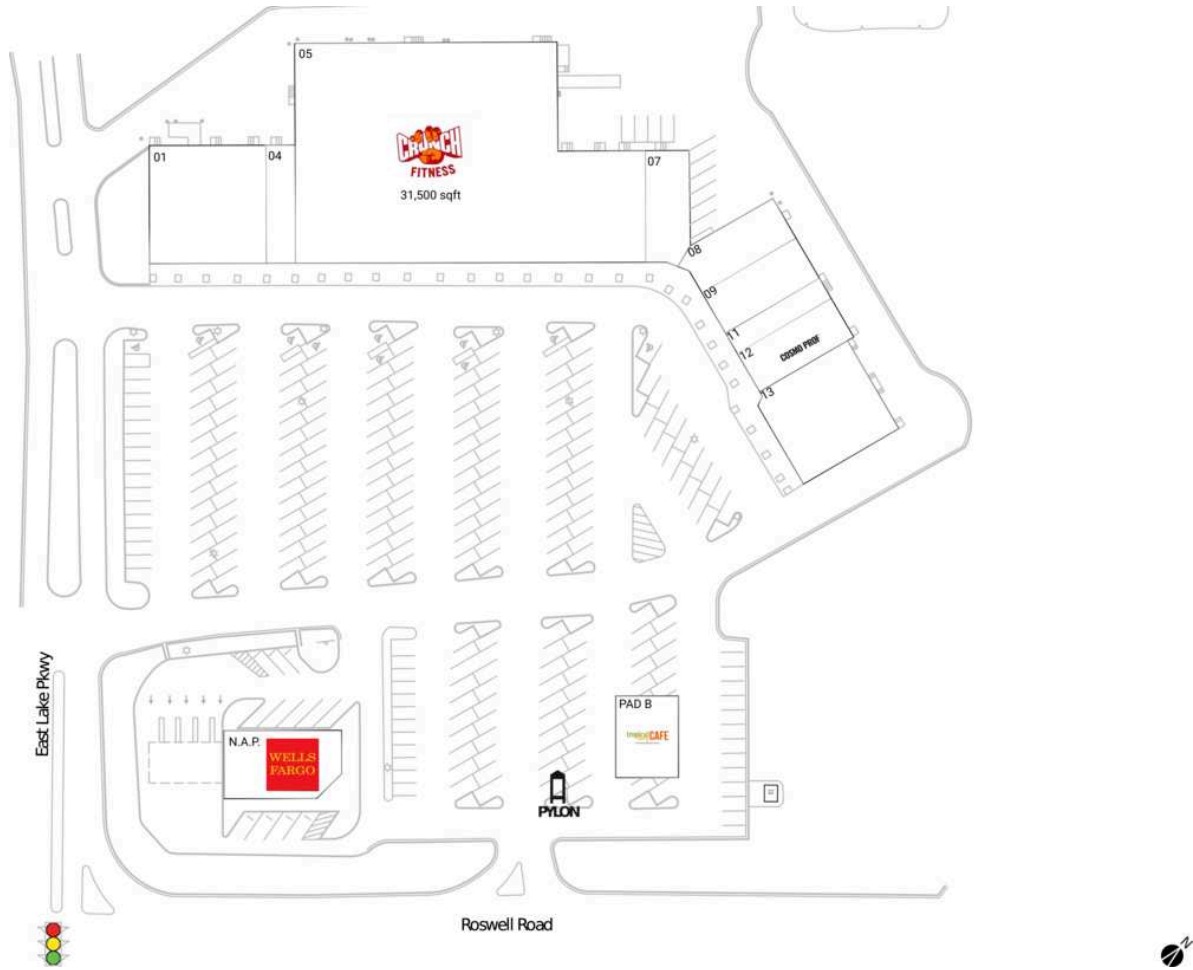 05
CRUNCH
FITNESS
31,500 sqft
01
04
07
08
09
11
12
COSMO PROF
13
East Lake Pkwy
N.A.P.
WELLS
FARGO
PAD B
tropical CAFE
PYLON
Roswell Road
N